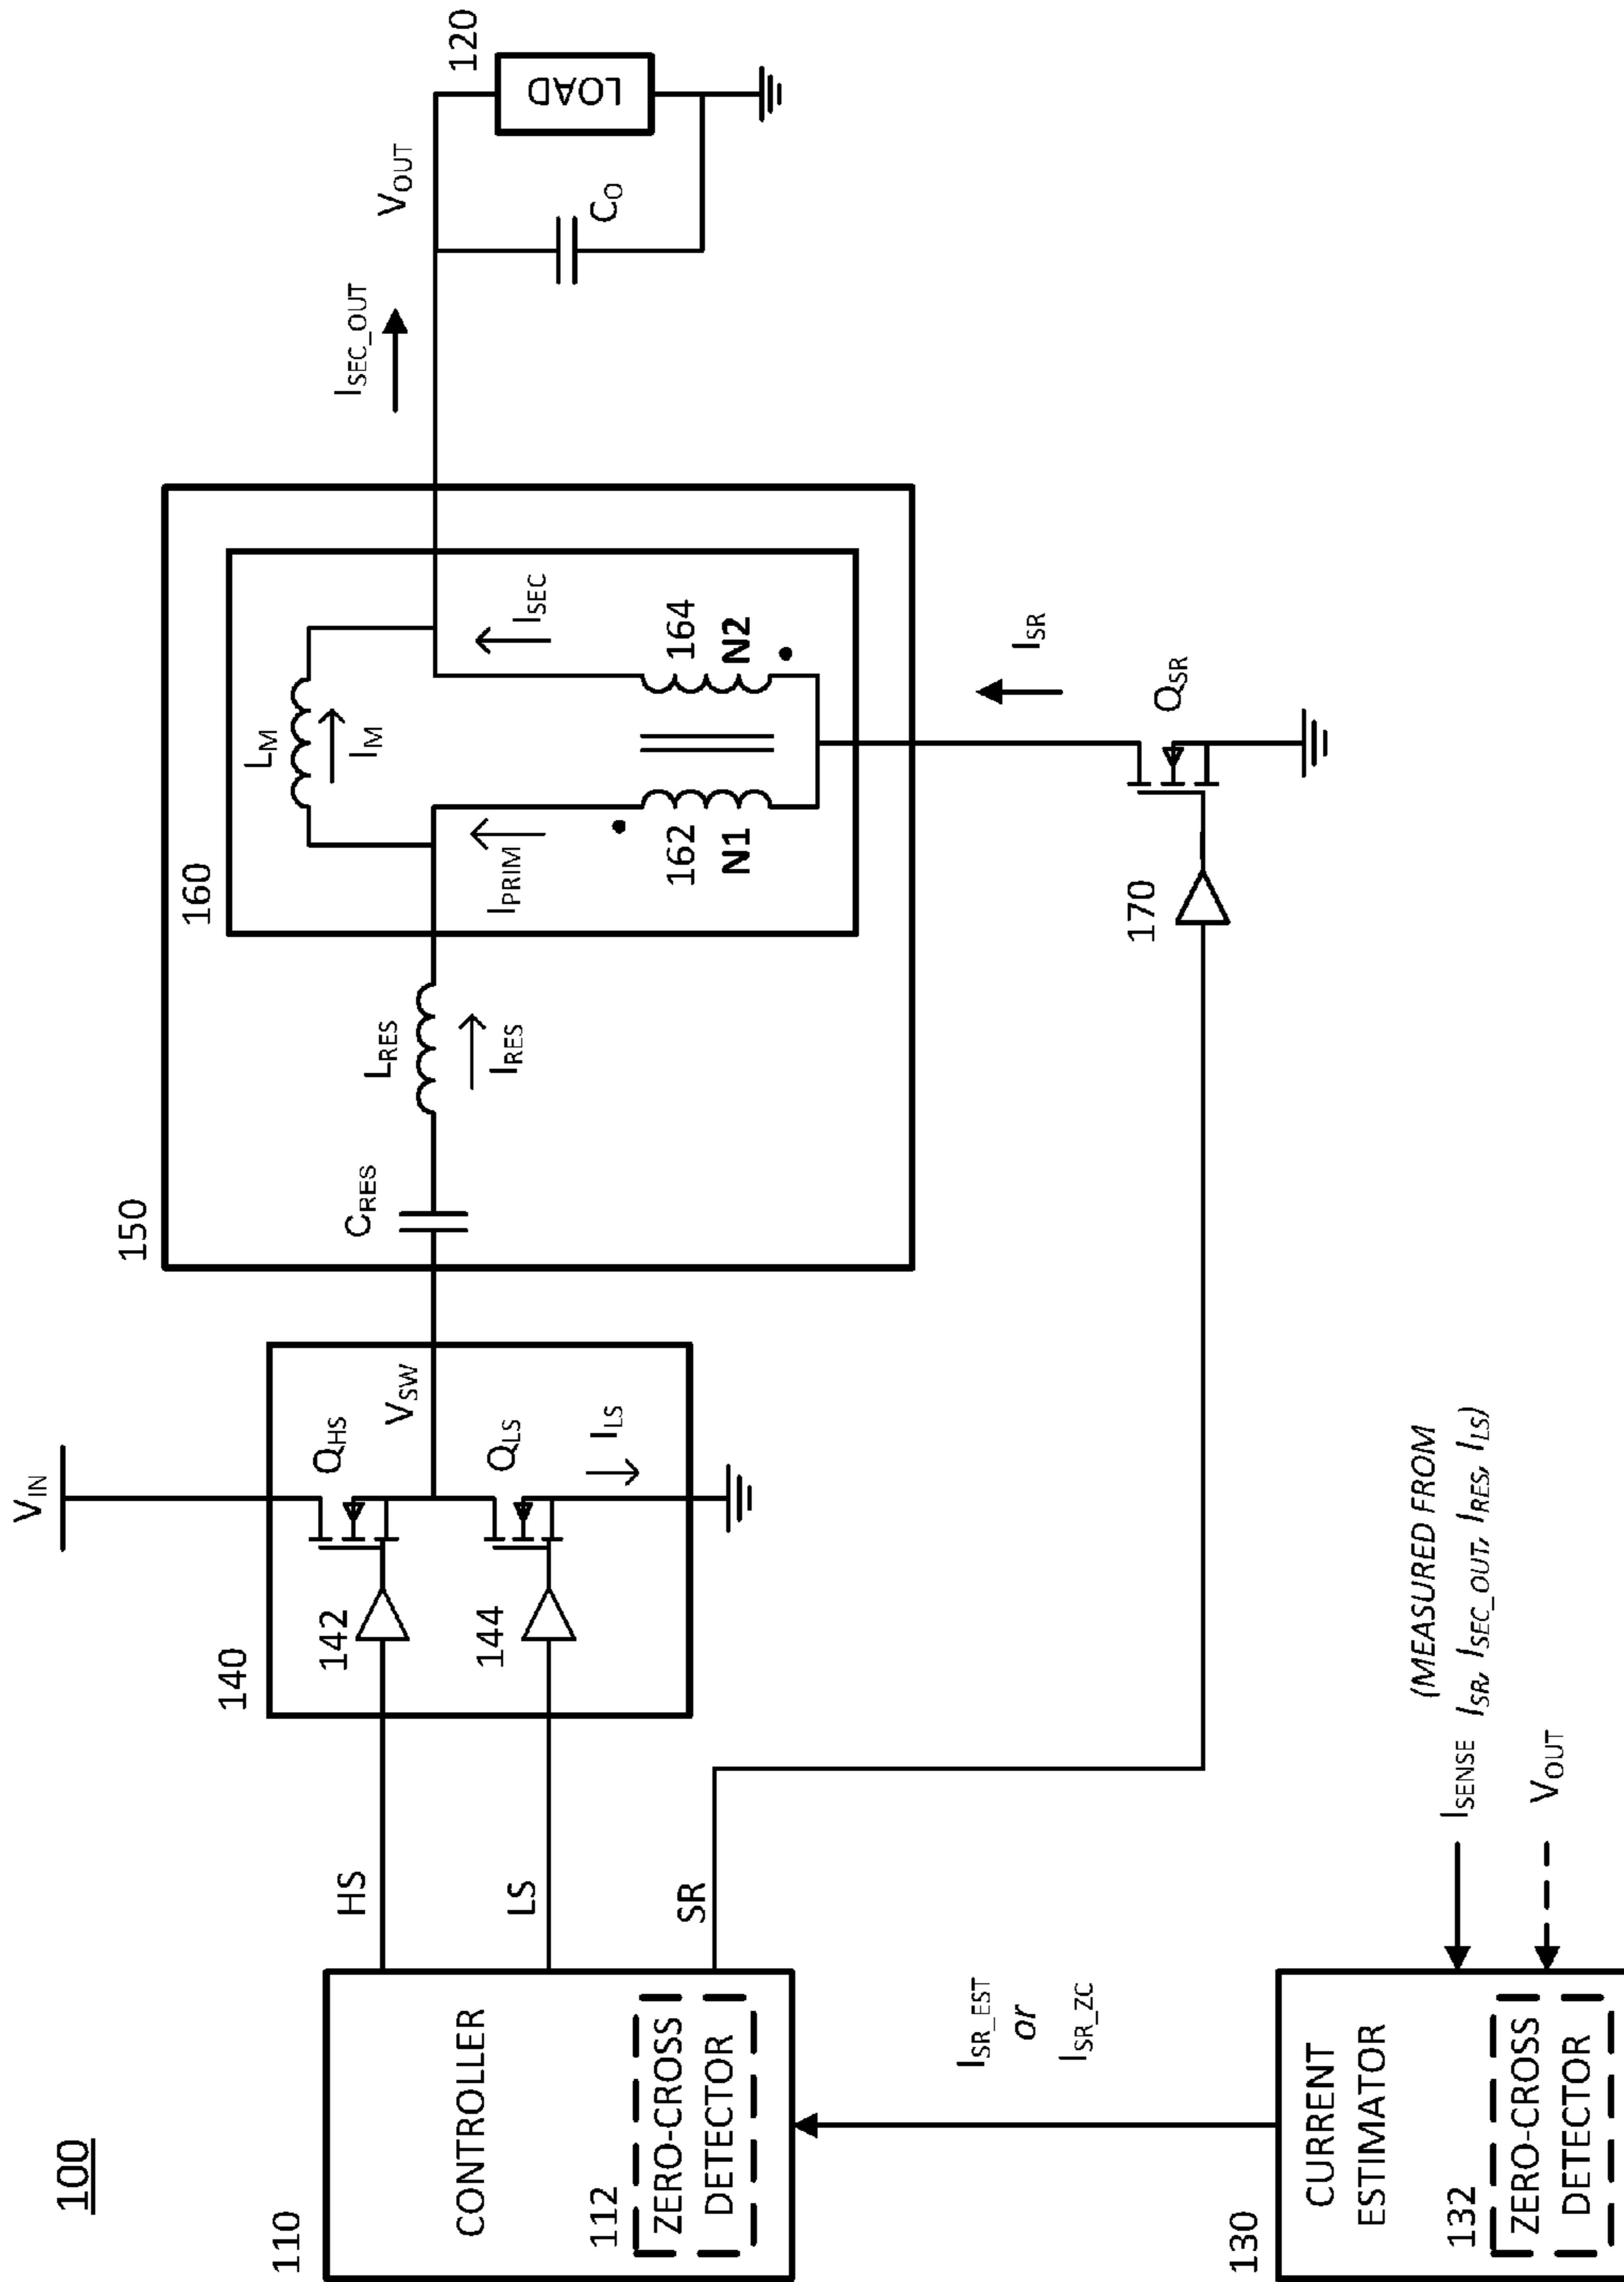 100
V_IN
110
CONTROLLER
112
ZERO-CROSS
DETECTOR
HS
LS
SR
140
142
144
Q_HS
Q_LS
V_SW
I_LS
150
C_RES
L_RES
I_RES
160
L_M
I_M
I_PRIM
I_SEC
162
N1
164
N2
I_SEC_OUT
V_OUT
C_O
120
LOAD
I_SR
Q_SR
170
I_SR_EST
or
I_SR_ZC
130
CURRENT
ESTIMATOR
132
ZERO-CROSS
DETECTOR
(MEASURED FROM
I_SENSE I_SR, I_SEC_OUT, I_RES, I_LS)
V_OUT